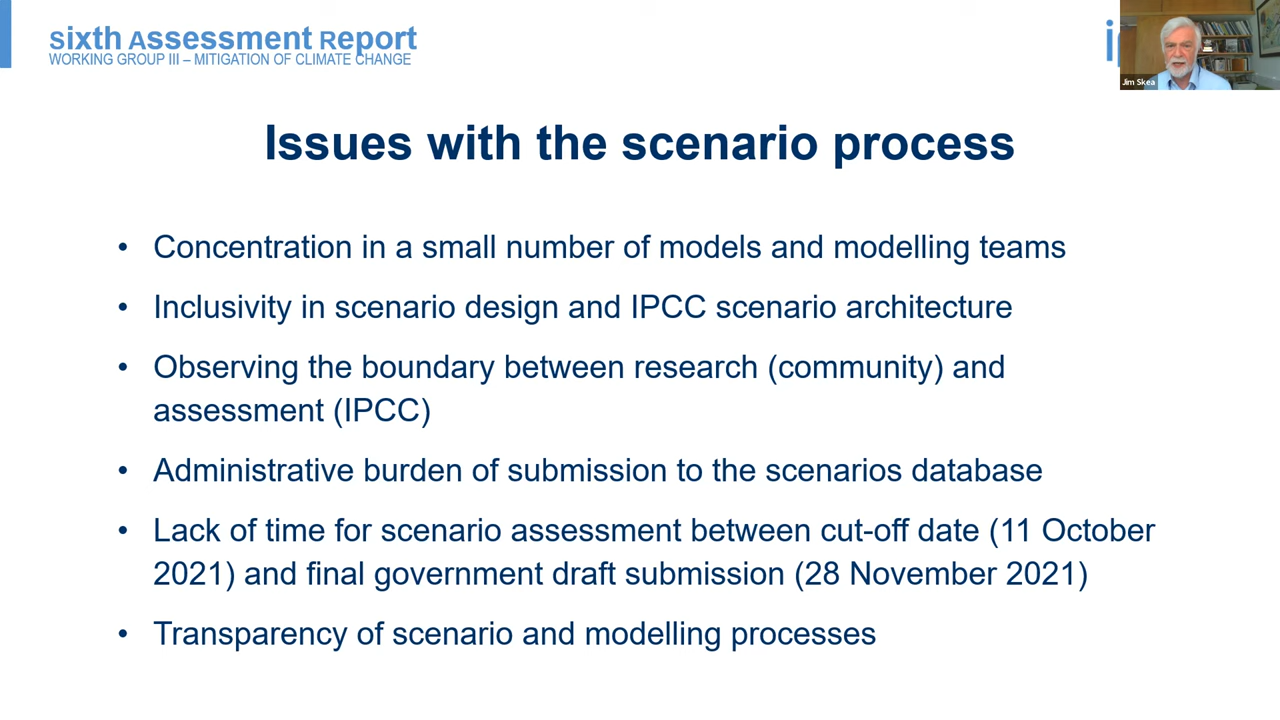 sixth Assessment Report
WORKING GROUP III – MITIGATION OF CLIMATE CHANGE
Jim Skea
Issues with the scenario process
• Concentration in a small number of models and modelling teams
• Inclusivity in scenario design and IPCC scenario architecture
• Observing the boundary between research (community) and
assessment (IPCC)
• Administrative burden of submission to the scenarios database
• Lack of time for scenario assessment between cut-off date (11 October
2021) and final government draft submission (28 November 2021)
• Transparency of scenario and modelling processes